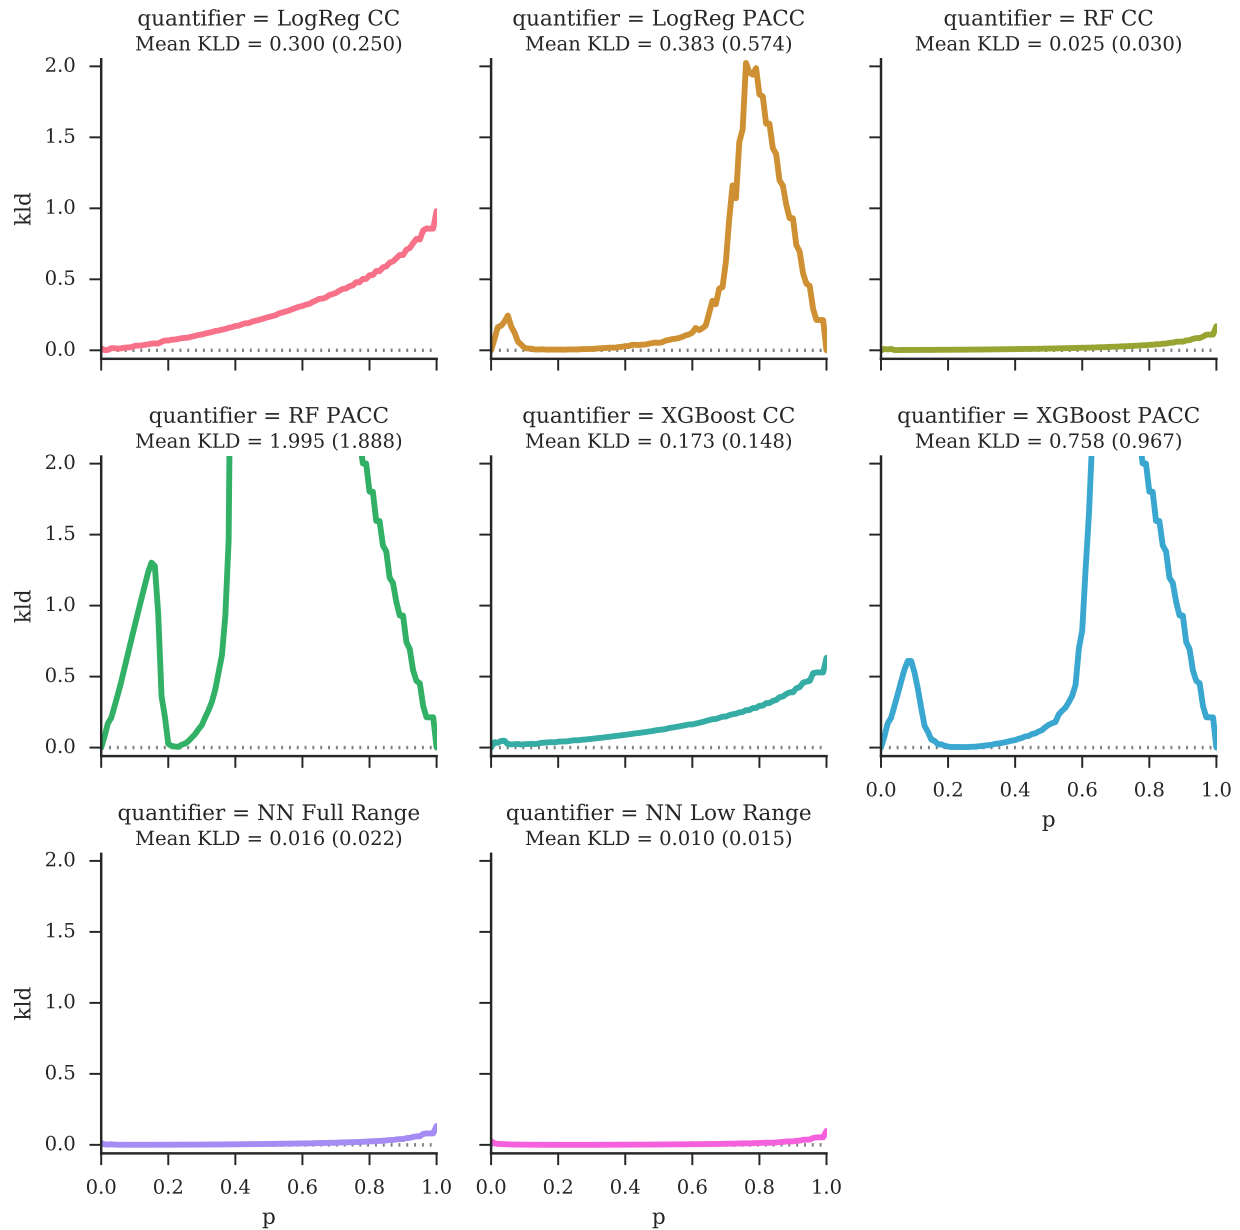 quantifier = LogReg CC
Mean KLD = 0.300 (0.250)
quantifier = LogReg PACC
Mean KLD = 0.383 (0.574)
quantifier = RF CC
Mean KLD = 0.025 (0.030)
2.0
1.5
1.0
0.5
0.0
kld
quantifier = RF PACC
Mean KLD = 1.995 (1.888)
quantifier = XGBoost CC
Mean KLD = 0.173 (0.148)
quantifier = XGBoost PACC
Mean KLD = 0.758 (0.967)
2.0
1.5
1.0
0.5
0.0
kld
0.0 0.2 0.4 0.6 0.8 1.0
p
quantifier = NN Full Range
Mean KLD = 0.016 (0.022)
quantifier = NN Low Range
Mean KLD = 0.010 (0.015)
2.0
1.5
1.0
0.5
0.0
kld
0.0 0.2 0.4 0.6 0.8 1.0
p
0.0 0.2 0.4 0.6 0.8 1.0
p